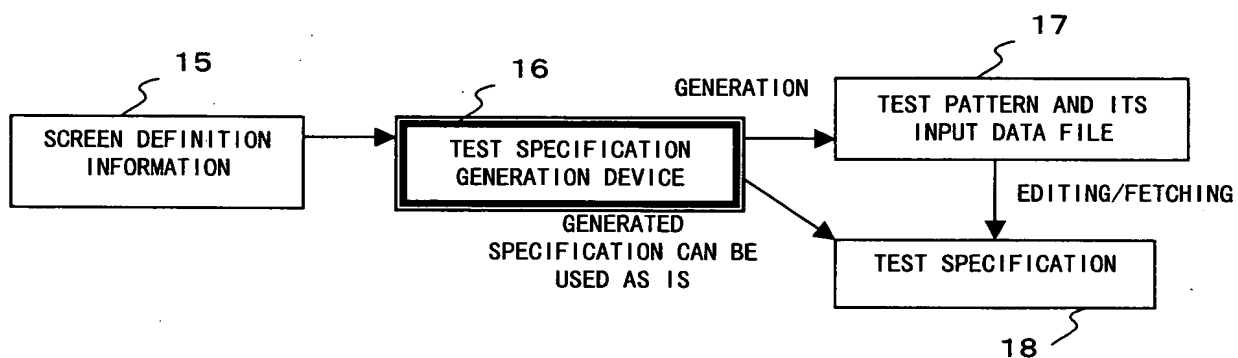 15
SCREEN DEFINITION
INFORMATION
16
TEST SPECIFICATION
GENERATION DEVICE
GENERATION
17
TEST PATTERN AND ITS
INPUT DATA FILE
EDITING/FETCHING
GENERATED
SPECIFICATION CAN BE
USED AS IS
TEST SPECIFICATION
18